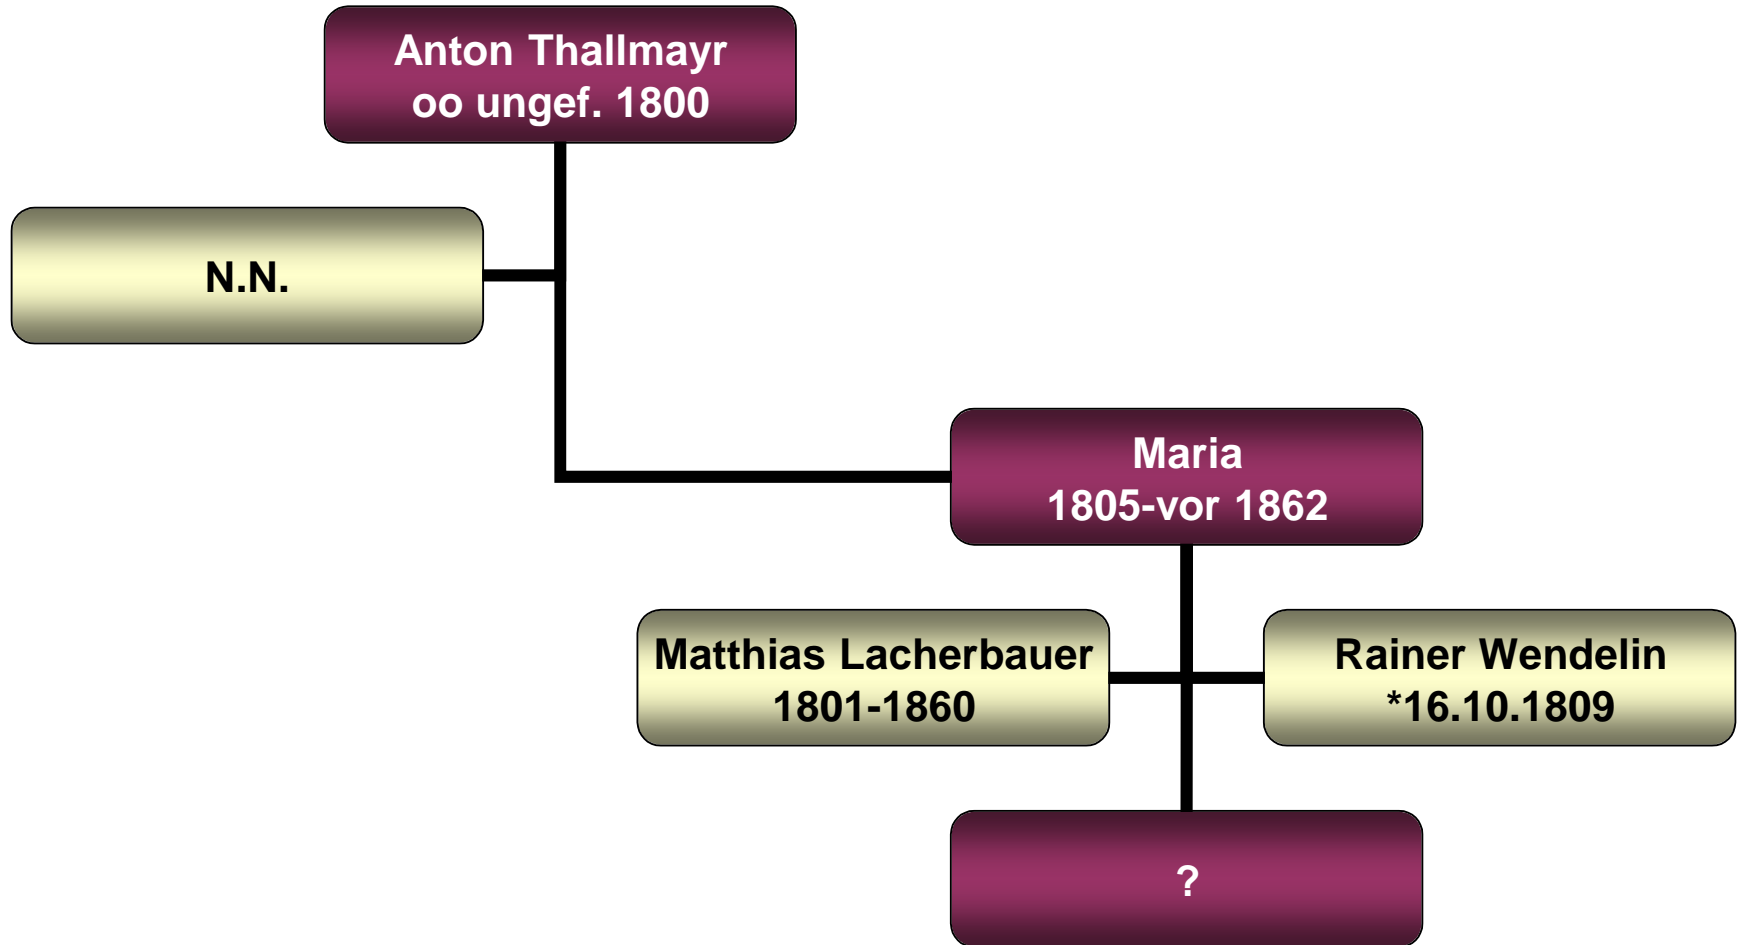 Anton Thallmayr
oo ungef. 1800
N.N.
Maria
1805-vor 1862
Matthias Lacherbauer
1801-1860
Rainer Wendelin
*16.10.1809
?